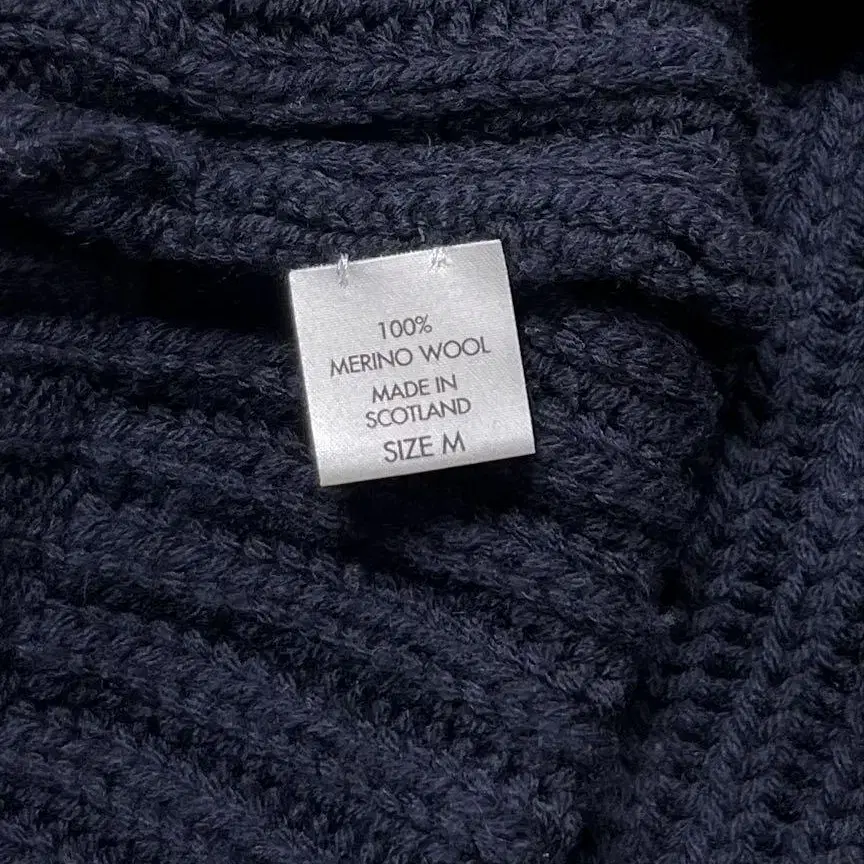 100%
MERINO WOOL
MADE IN
SCOTLAND
SIZE M